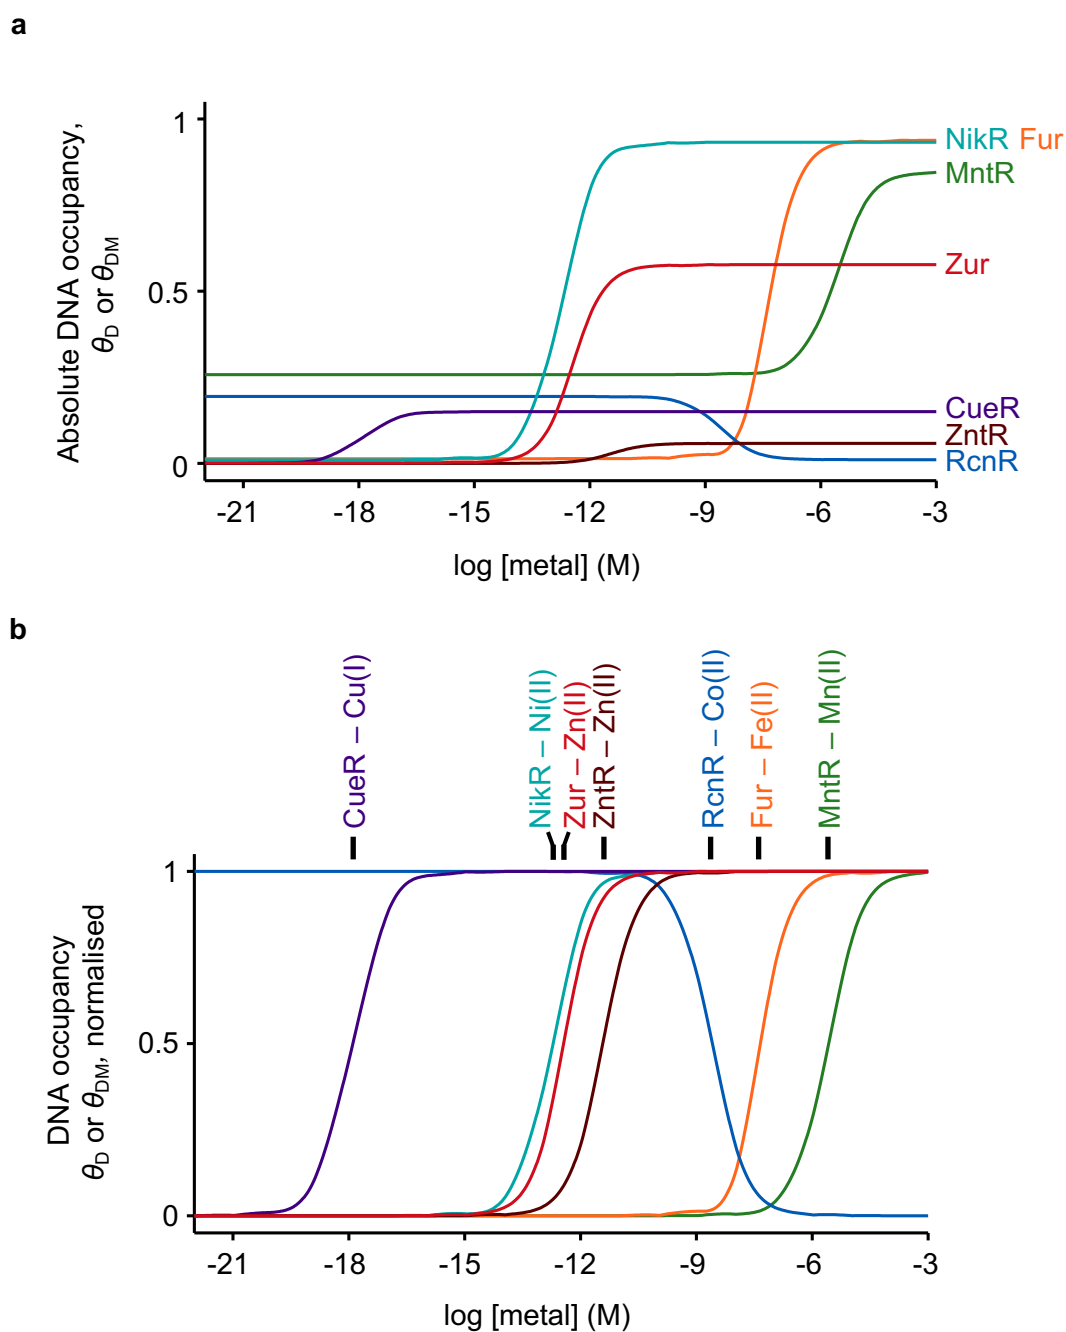 a
Absolute DNA occupancy,
θD or θDM
1
0.5
0
NikR Fur
MntR
Zur
CueR
ZntR
RcnR
-21 -18 -15 -12 -9 -6 -3
log [metal] (M)
b
CueR – Cu(I)
NikR – Ni(II)
Zur – Zn(II)
ZntR – Zn(II)
RcnR – Co(II)
Fur – Fe(II)
MntR – Mn(II)
DNA occupancy
θD or θDM, normalised
1
0.5
0
-21 -18 -15 -12 -9 -6 -3
log [metal] (M)